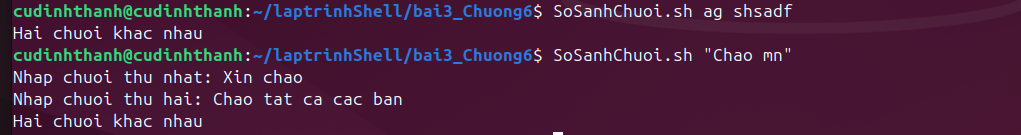 cudinhthanh@cudinhthanh:~/laptrinhShell/bai3_Chuong6$ SoSanhChuoi.sh ag shsadf
Hai chuoi khac nhau
cudinhthanh@cudinhthanh:~/laptrinhShell/bai3_Chuong6$ SoSanhChuoi.sh "Chao mn"
Nhap chuoi thu nhat: Xin chao
Nhap chuoi thu hai: Chao tat ca cac ban
Hai chuoi khac nhau